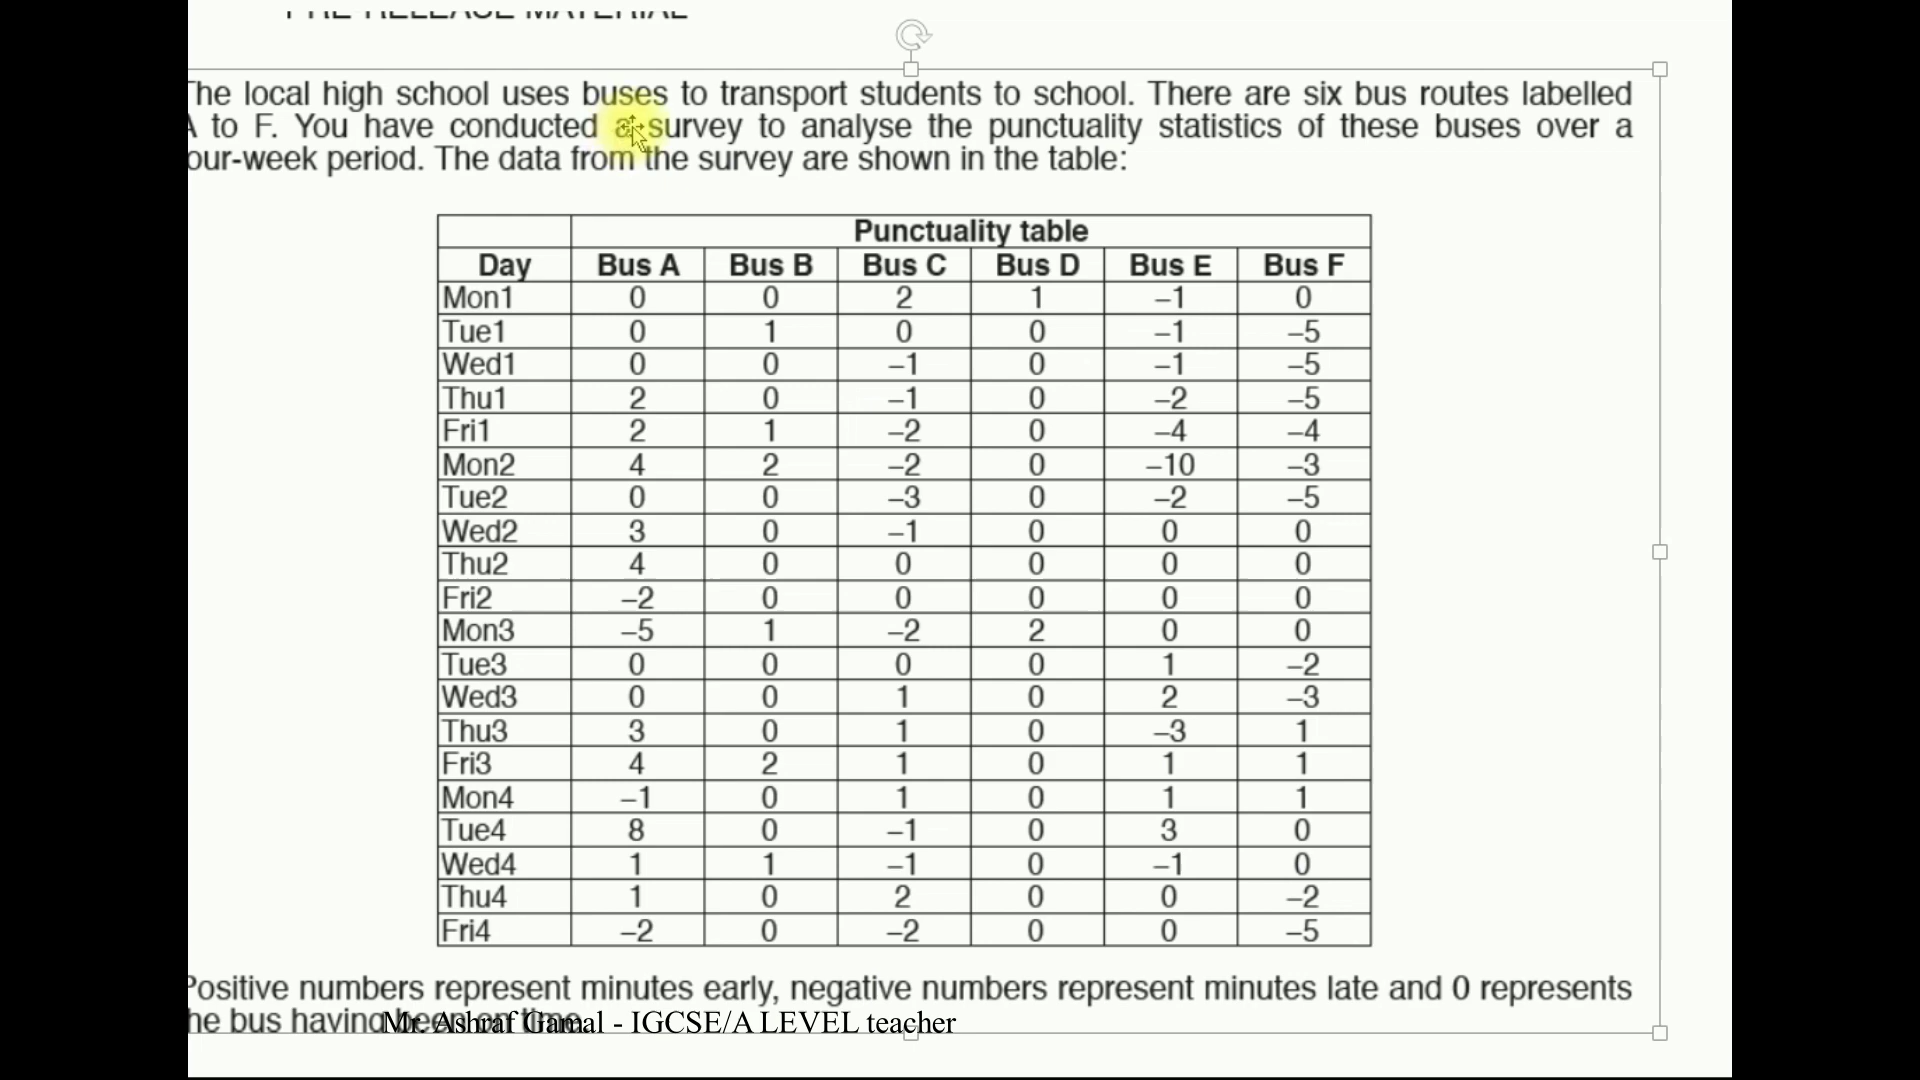 PRE-RELEASE MATERIAL
The local high school uses buses to transport students to school. There are six bus routes labelled
A to F. You have conducted a survey to analyse the punctuality statistics of these buses over a
our-week period. The data from the survey are shown in the table:
Punctuality table
Day Bus A Bus B Bus C Bus D Bus E Bus F
Mon1 0 0 2 1 –1 0
Tue1 0 1 0 0 –1 –5
Wed1 0 0 –1 0 –1 –5
Thu1 2 0 –1 0 –2 –5
Fri1 2 1 –2 0 –4 –4
Mon2 4 2 –2 0 –10 –3
Tue2 0 0 –3 0 –2 –5
Wed2 3 0 –1 0 0 0
Thu2 4 0 0 0 0 0
Fri2 –2 0 0 0 0 0
Mon3 –5 1 –2 2 0 0
Tue3 0 0 0 0 1 –2
Wed3 0 0 1 0 2 –3
Thu3 3 0 1 0 –3 1
Fri3 4 2 1 0 1 1
Mon4 –1 0 1 0 1 1
Tue4 8 0 –1 0 3 0
Wed4 1 1 –1 0 –1 0
Thu4 1 0 2 0 0 –2
Fri4 –2 0 –2 0 0 –5
Positive numbers represent minutes early, negative numbers represent minutes late and 0 represents
he bus having been on time.
Mr. Ashraf Gamal - IGCSE/A LEVEL teacher